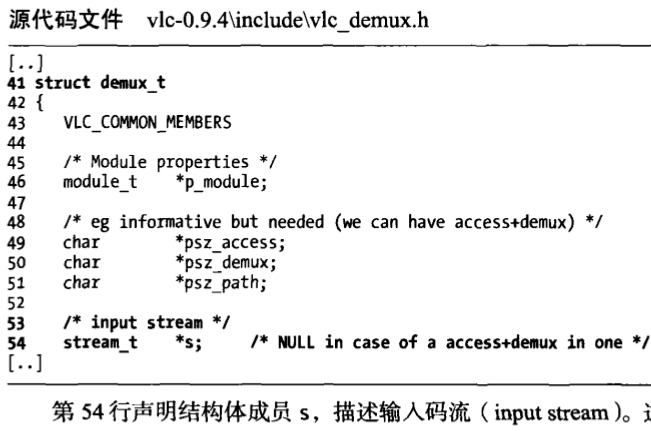 源代码文件 vlc-0.9.4\include\vlc_demux.h
[..]
41 struct demux_t
42 {
43     VLC_COMMON_MEMBERS
44
45     /* Module properties */
46     module_t    *p_module;
47
48     /* eg informative but needed (we can have access+demux) */
49     char        *psz_access;
50     char        *psz_demux;
51     char        *psz_path;
52
53     /* input stream */
54     stream_t    *s;     /* NULL in case of a access+demux in one */
[..]
第 54 行声明结构体成员 s，描述输入码流（input stream）。